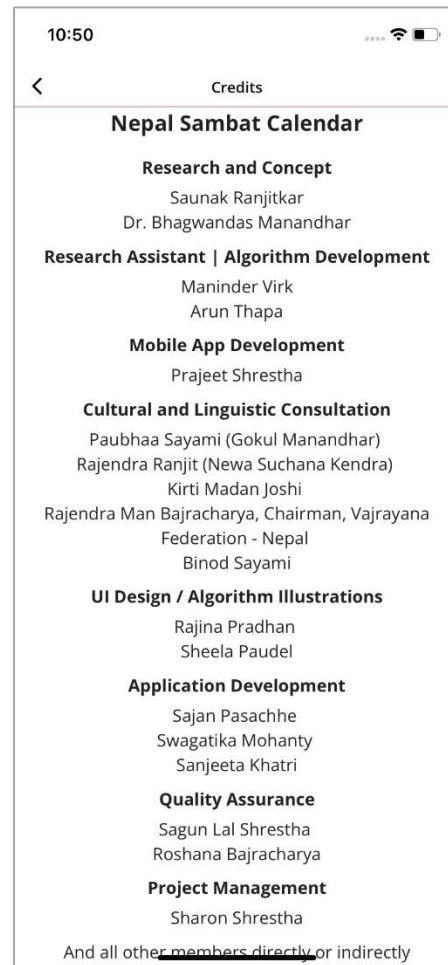 10:50
Credits
Nepal Sambat Calendar
Research and Concept
Saunak Ranjitkar
Dr. Bhagwandas Manandhar
Research Assistant | Algorithm Development
Maninder Virk
Arun Thapa
Mobile App Development
Prajeet Shrestha
Cultural and Linguistic Consultation
Paubhaa Sayami (Gokul Manandhar)
Rajendra Ranjit (Newa Suchana Kendra)
Kirti Madan Joshi
Rajendra Man Bajracharya, Chairman, Vajrayana
Federation - Nepal
Binod Sayami
UI Design / Algorithm Illustrations
Rajina Pradhan
Sheela Paudel
Application Development
Sajan Pasachhe
Swagatika Mohanty
Sanjeeta Khatri
Quality Assurance
Sagun Lal Shrestha
Roshana Bajracharya
Project Management
Sharon Shrestha
And all other members directly or indirectly